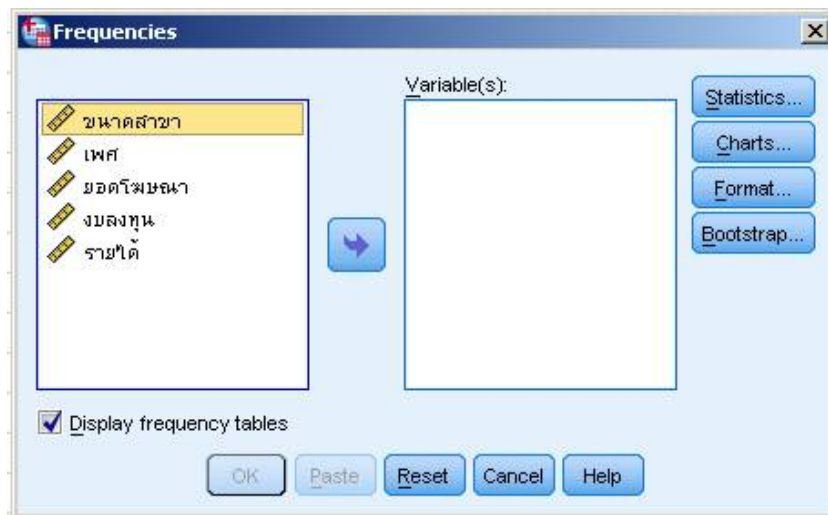 Frequencies
Variable(s):
ขนาดสาขา
เพศ
ยอดโฆษณา
งบลงทุน
รายได้
Statistics...
Charts...
Format...
Bootstrap...
Display frequency tables
OK
Paste
Reset
Cancel
Help